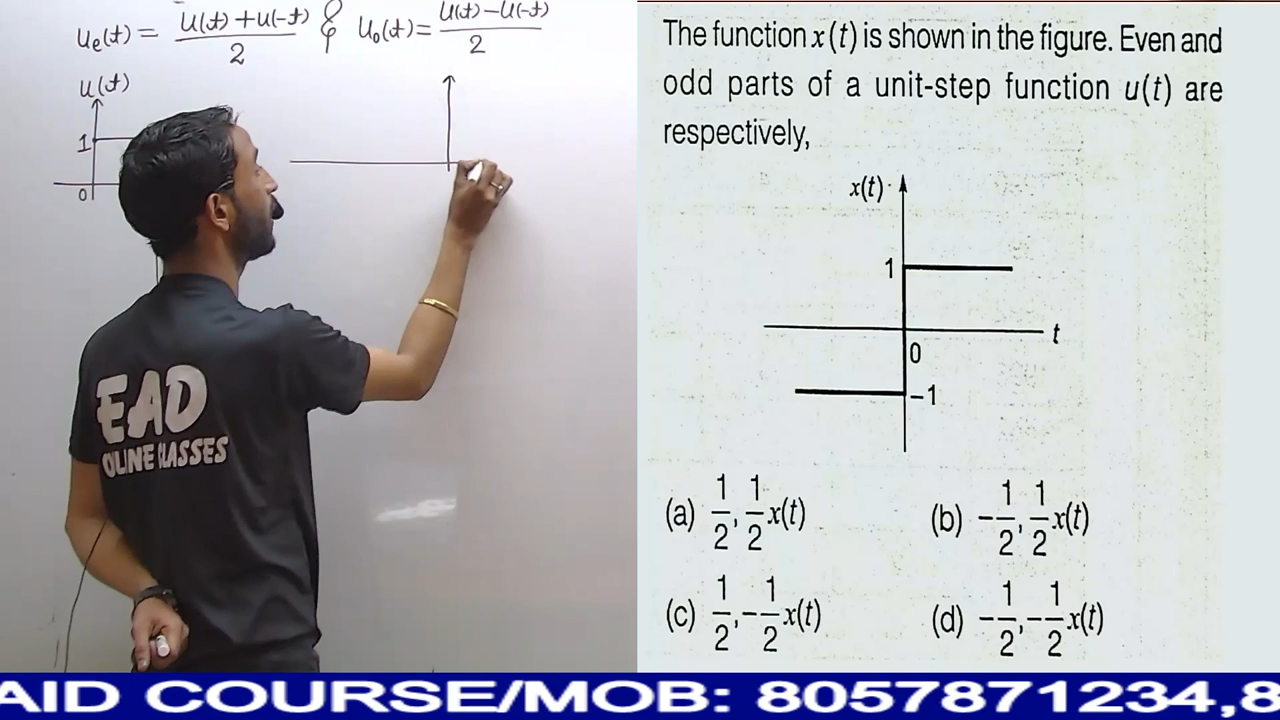 u_e(t) = u(t)+u(-t)/2 & u_o(t) = u(t)-u(-t)/2
u(t)
1
0
EAD
ONLINE CLASSES
The function x(t) is shown in the figure. Even and
odd parts of a unit-step function u(t) are
respectively,
x(t)
1
t
0
–1
(a) 1/2, 1/2 x(t)
(b) –1/2, 1/2 x(t)
(c) 1/2, –1/2 x(t)
(d) –1/2, –1/2 x(t)
AID COURSE/MOB: 8057871234,8